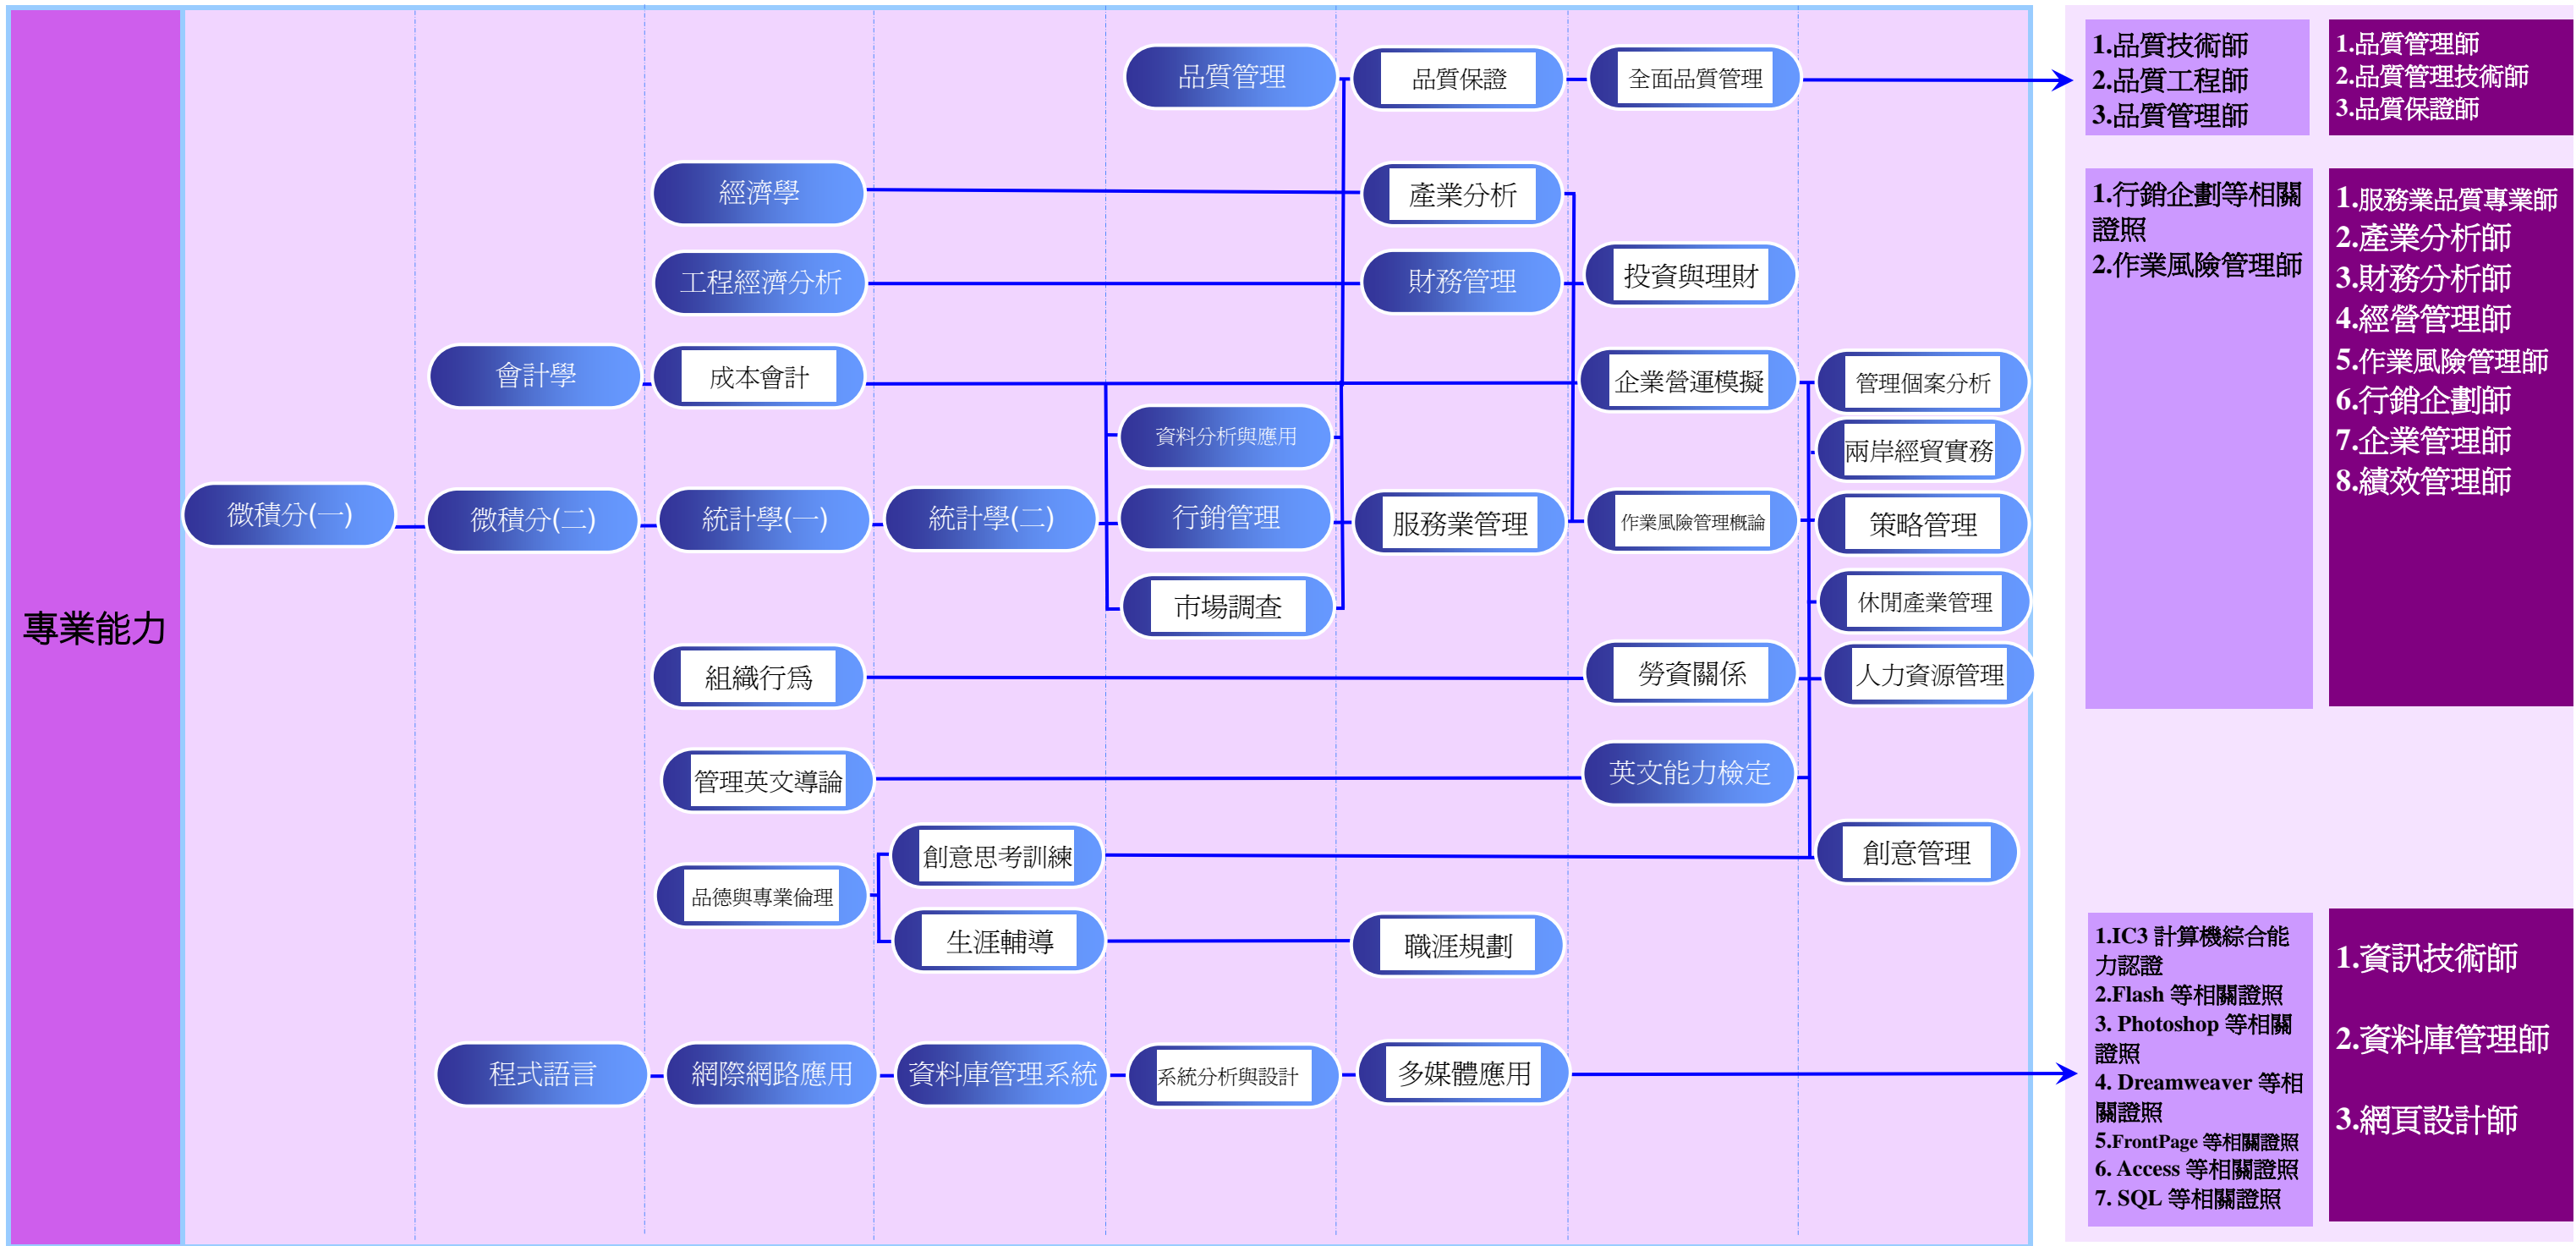 專業能力
品質管理
品質保證
全面品質管理
經濟學
產業分析
工程經濟分析
財務管理
投資與理財
會計學
成本會計
企業營運模擬
管理個案分析
資料分析與應用
兩岸經貿實務
微積分(一)
微積分(二)
統計學(一)
統計學(二)
行銷管理
服務業管理
作業風險管理概論
策略管理
市場調查
休閒產業管理
組織行為
勞資關係
人力資源管理
管理英文導論
英文能力檢定
創意思考訓練
創意管理
品德與專業倫理
生涯輔導
職涯規劃
程式語言
網際網路應用
資料庫管理系統
系統分析與設計
多媒體應用
1.品質技術師
2.品質工程師
3.品質管理師
1.品質管理師
2.品質管理技術師
3.品質保證師
1.行銷企劃等相關
證照
2.作業風險管理師
1.服務業品質專業師
2.產業分析師
3.財務分析師
4.經營管理師
5.作業風險管理師
6.行銷企劃師
7.企業管理師
8.績效管理師
1.IC3 計算機綜合能
力認證
2.Flash 等相關證照
3. Photoshop 等相關
證照
4. Dreamweaver 等相
關證照
5.FrontPage 等相關證照
6. Access 等相關證照
7. SQL 等相關證照
1.資訊技術師
2.資料庫管理師
3.網頁設計師